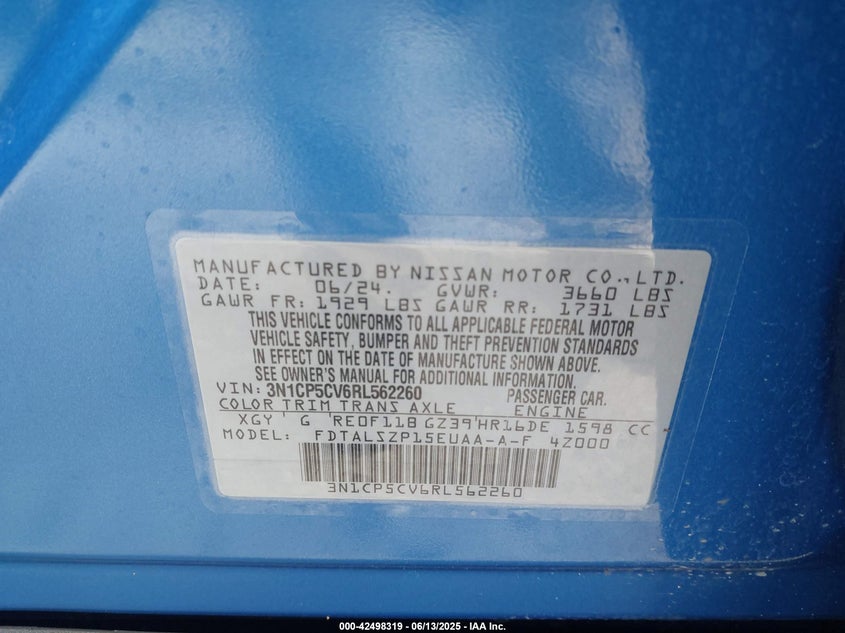 MANUFACTURED BY NISSAN MOTOR CO., LTD.
DATE: 06/24. GVWR: 3660 LBS
GAWR FR: 1929 LBS GAWR RR: 1731 LBS
THIS VEHICLE CONFORMS TO ALL APPLICABLE FEDERAL MOTOR
VEHICLE SAFETY, BUMPER AND THEFT PREVENTION STANDARDS
IN EFFECT ON THE DATE OF MANUFACTURE SHOWN ABOVE.
SEE OWNER'S MANUAL FOR ADDITIONAL INFORMATION.
VIN: 3N1CP5CV6RL562260 PASSENGER CAR.
COLOR TRIM TRANS AXLE ENGINE
XGY G RE0F11B GZ39 HR16DE 1598 CC
MODEL: FDTALSZP15EUAA-A-F 4Z000
3N1CP5CV6RL562260
000-42498319 - 06/13/2025 - IAA Inc.